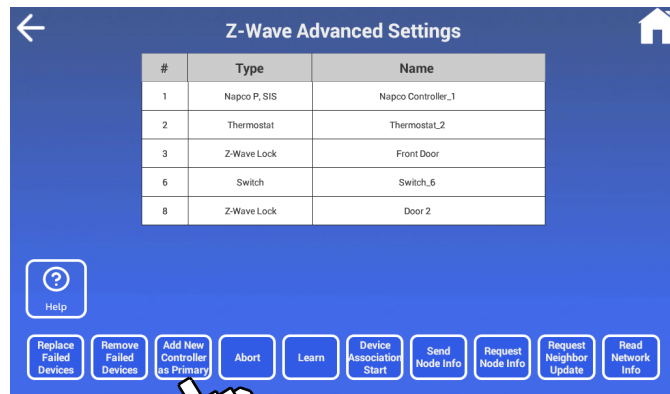 Z-Wave Advanced Settings
# Type Name
1 Napco P, SIS Napco Controller_1
2 Thermostat Thermostat_2
3 Z-Wave Lock Front Door
6 Switch Switch_6
8 Z-Wave Lock Door 2
?
Help
Replace Failed Devices
Remove Failed Devices
Add New Controller as Primary
Abort
Learn
Device Association Start
Send Node Info
Request Node Info
Request Neighbor Update
Read Network Info